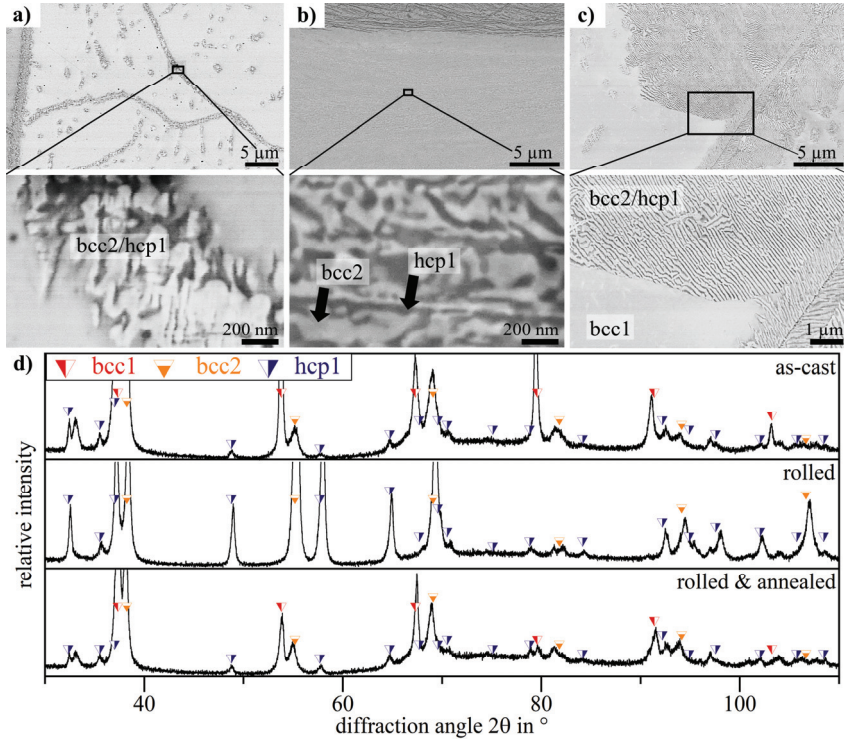 a)
b)
c)
5 µm
5 µm
5 µm
bcc2/hcp1
200 nm
bcc2
hcp1
200 nm
bcc2/hcp1
bcc1
1 µm
d)
bcc1 bcc2 hcp1
as-cast
rolled
rolled & annealed
relative intensity
40 60 80 100
diffraction angle 2θ in °